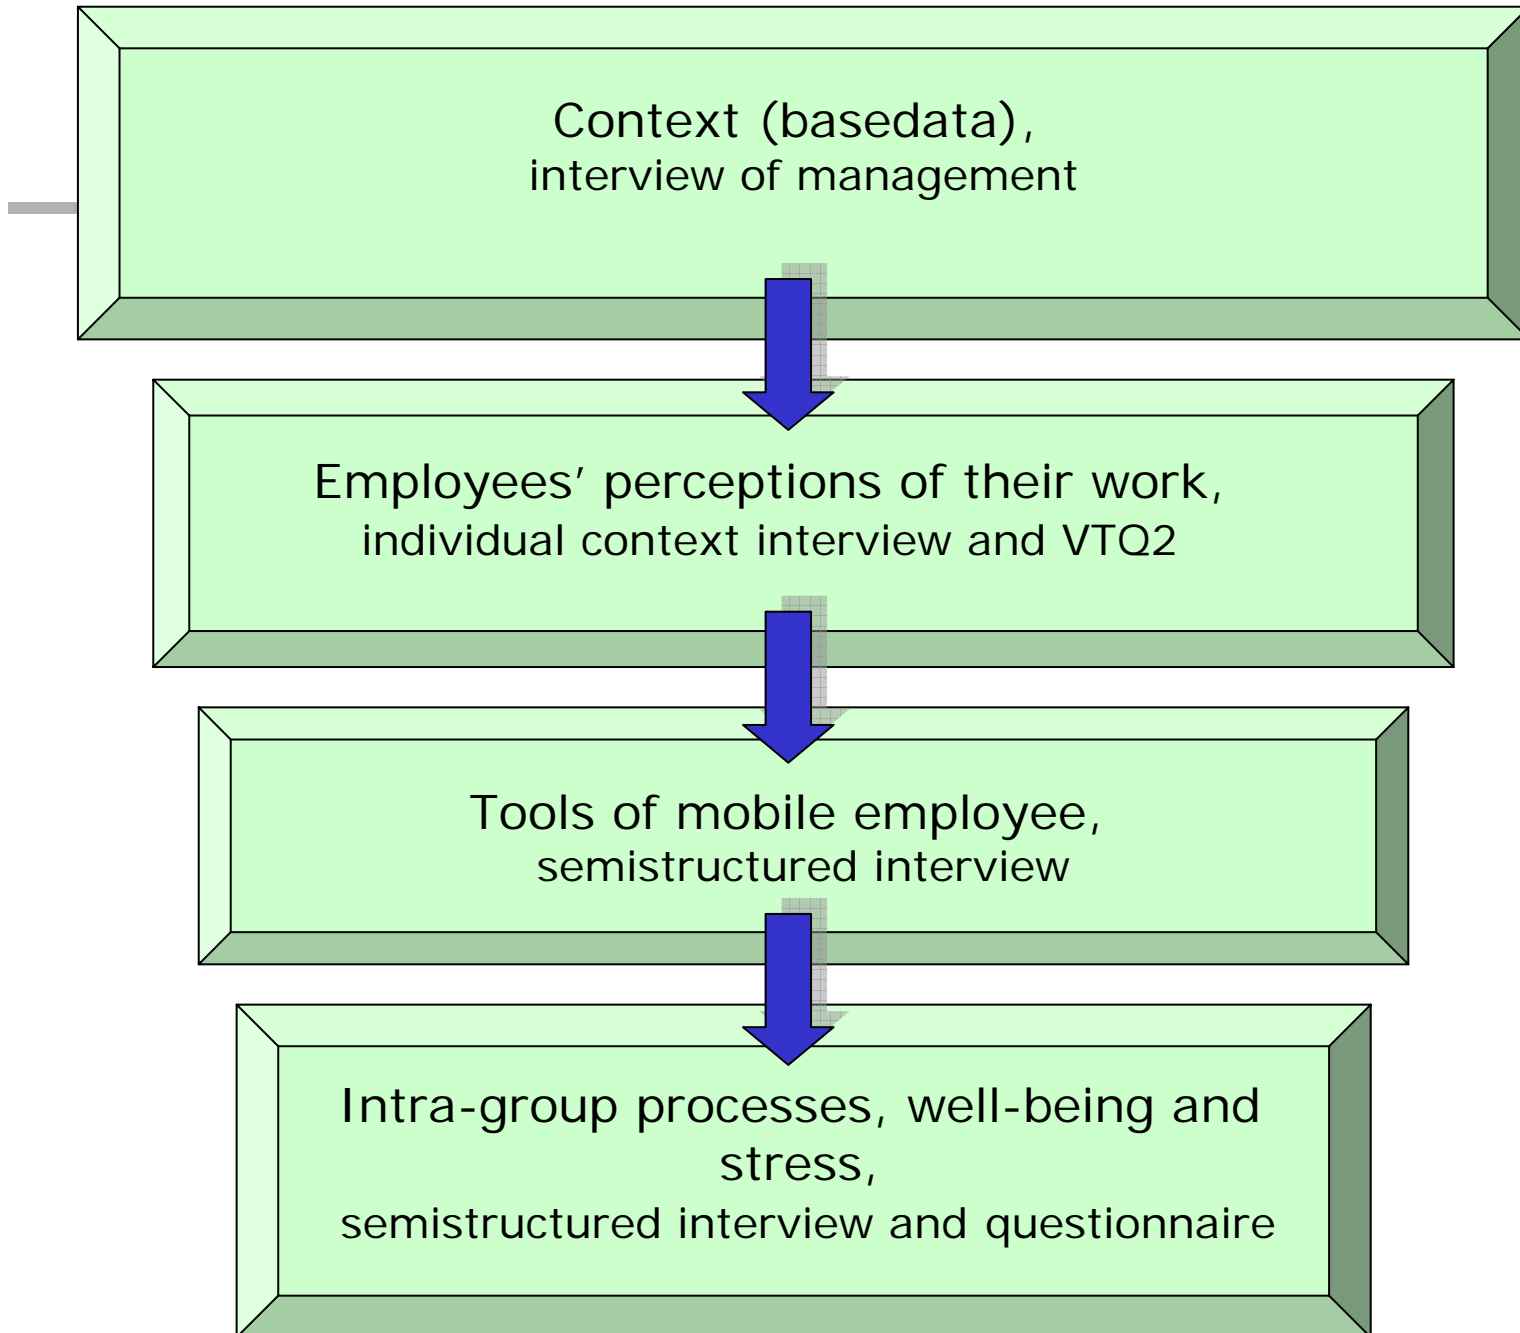 Context (basedata),
interview of management
Employees’ perceptions of their work,
individual context interview and VTQ2
Tools of mobile employee,
semistructured interview
Intra-group processes, well-being and
stress,
semistructured interview and questionnaire